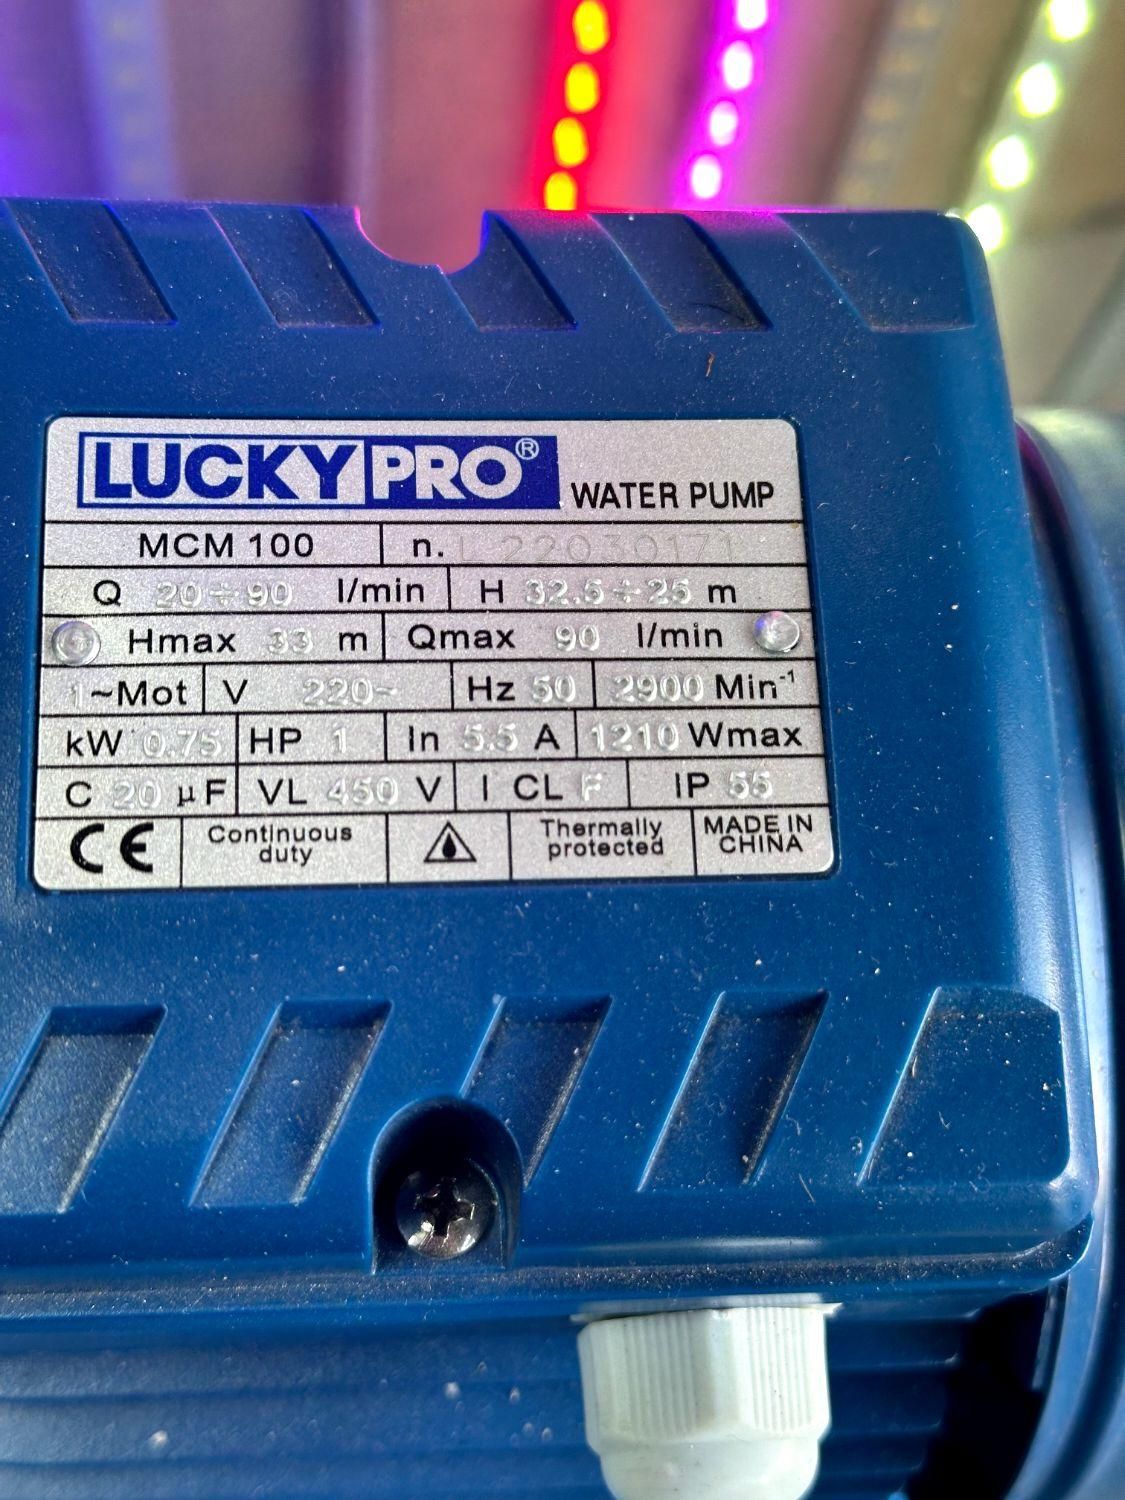 LUCKYPRO® WATER PUMP
MCM 100 n. L 22030171
Q 20÷90 l/min H 32.5÷25 m
Hmax 33 m Qmax 90 l/min
1~Mot V 220~ Hz 50 2900 Min⁻¹
kW 0.75 HP 1 In 5.5 A 1210 Wmax
C 20 µF VL 450 V I CL F IP 55
CE Continuous duty Thermally protected MADE IN CHINA